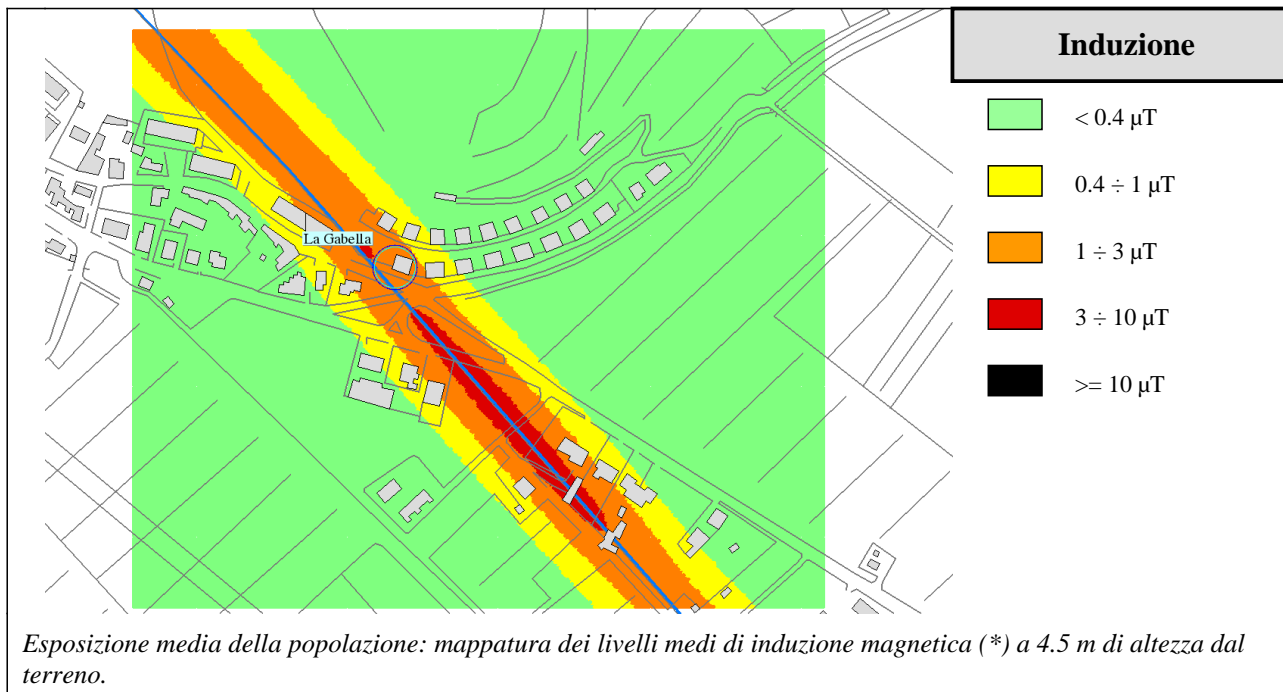 Induzione
< 0.4 µT
0.4 ÷ 1 µT
1 ÷ 3 µT
3 ÷ 10 µT
>= 10 µT
La Gabella
Esposizione media della popolazione: mappatura dei livelli medi di induzione magnetica (*) a 4.5 m di altezza dal
terreno.